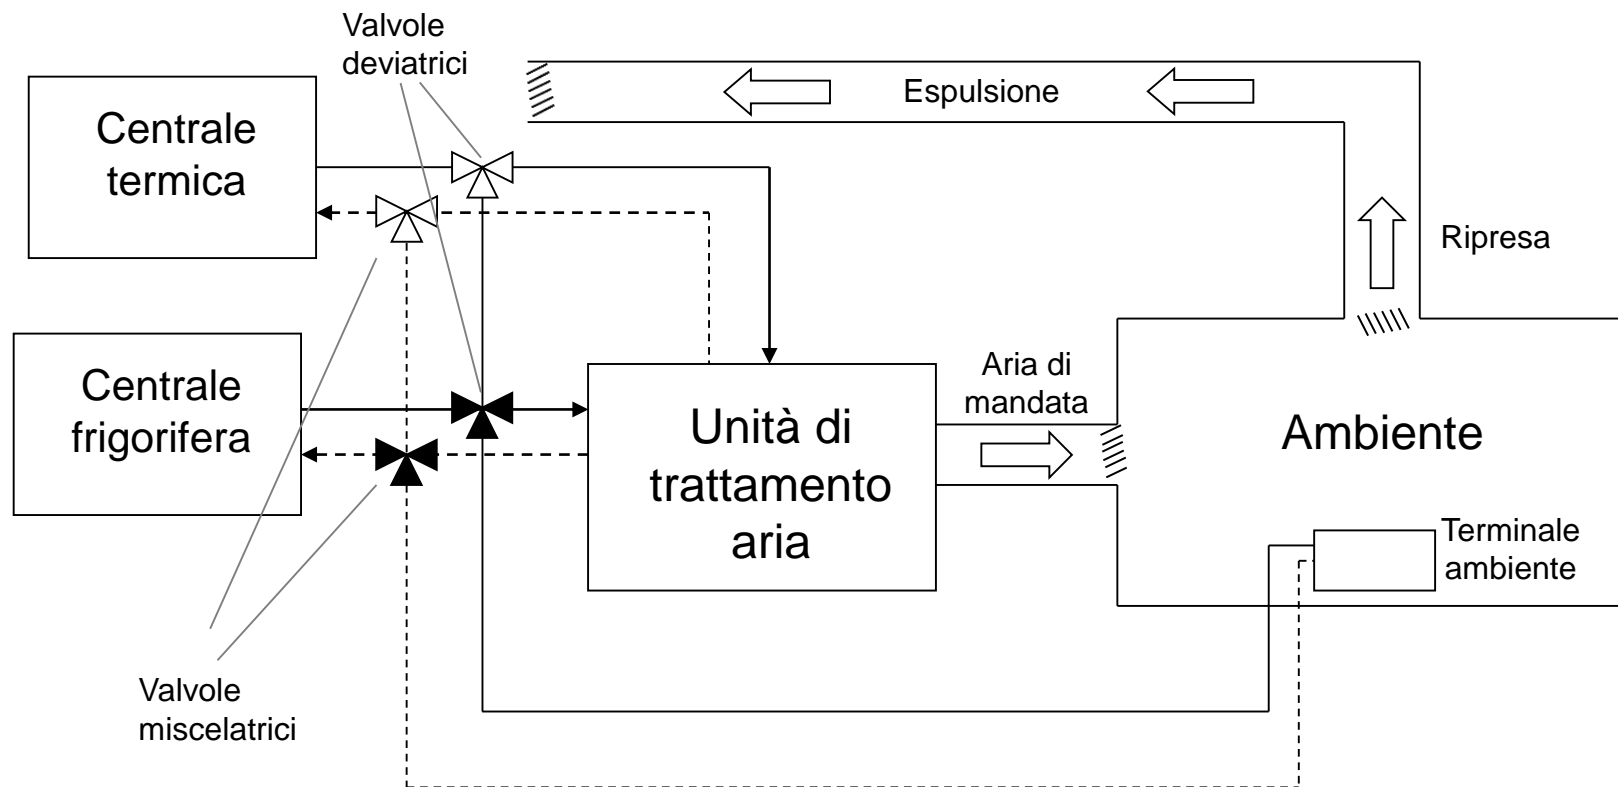 Valvole
deviatrici
Espulsione
Centrale
termica
Ripresa
Centrale
frigorifera
Aria di
mandata
Unità di
trattamento
aria
Ambiente
Terminale
ambiente
Valvole
miscelatrici